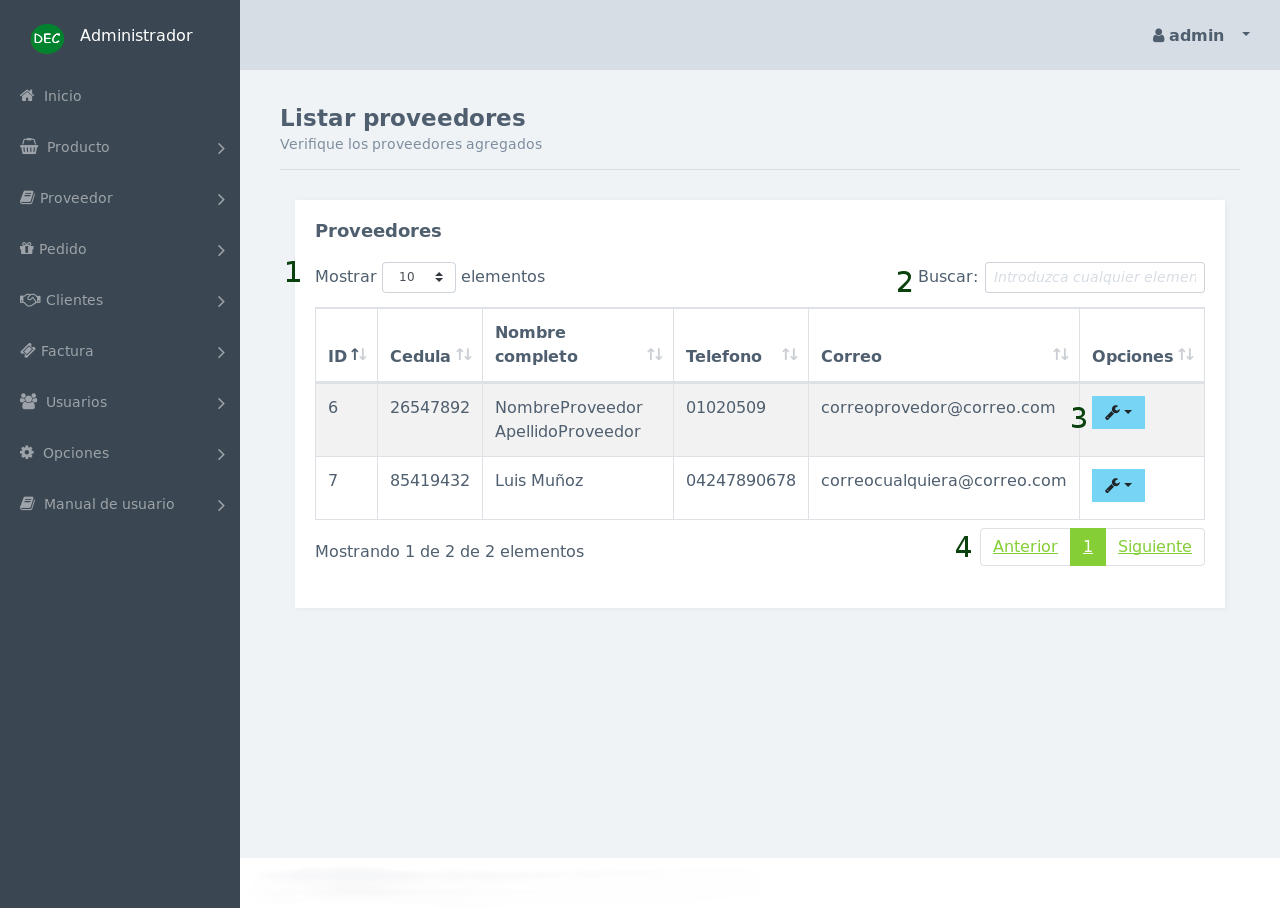 DEC Administrador
admin
Inicio
Producto
Proveedor
Pedido
Clientes
Factura
Usuarios
Opciones
Manual de usuario
Listar proveedores
Verifique los proveedores agregados
Proveedores
1 Mostrar 10 elementos
2 Buscar: Introduzca cualquier elemen
ID Cedula Nombre completo Telefono Correo Opciones
6 26547892 NombreProveedor ApellidoProveedor 01020509 correoprovedor@correo.com 3
7 85419432 Luis Muñoz 04247890678 correocualquiera@correo.com
Mostrando 1 de 2 de 2 elementos
4 Anterior 1 Siguiente